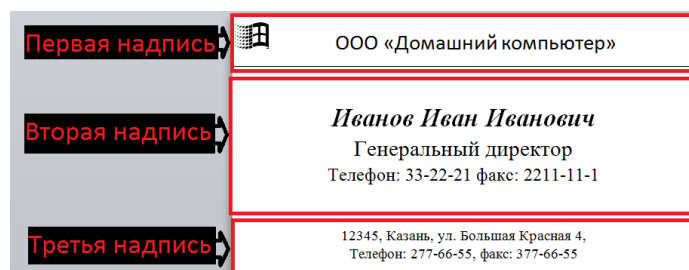 Первая надпись
ООО «Домашний компьютер»
Вторая надпись
Иванов Иван Иванович
Генеральный директор
Телефон: 33-22-21 факс: 2211-11-1
Третья надпись
12345, Казань, ул. Большая Красная 4,
Телефон: 277-66-55, факс: 377-66-55